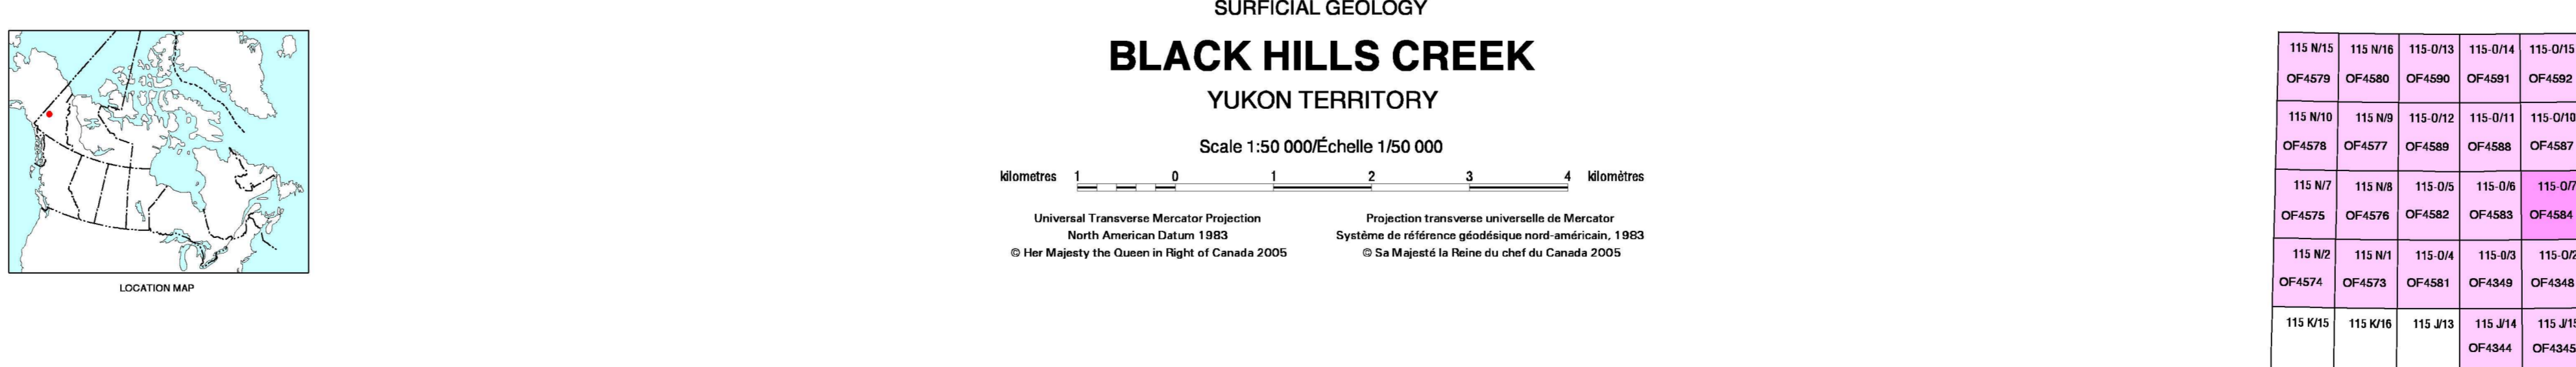 LOCATION MAP
SURFICIAL GEOLOGY
BLACK HILLS CREEK
YUKON TERRITORY
Scale 1:50 000/Échelle 1/50 000
kilometres 1 0 1 2 3 4 kilomètres
Universal Transverse Mercator Projection
North American Datum 1983
© Her Majesty the Queen in Right of Canada 2005
Projection transverse universelle de Mercator
Système de référence géodésique nord-américain, 1983
© Sa Majesté la Reine du chef du Canada 2005
115 N/15 115 N/16 115-O/13 115-O/14 115-O/15
OF4579 OF4580 OF4590 OF4591 OF4592
115 N/10 115 N/9 115-O/12 115-O/11 115-O/10
OF4578 OF4577 OF4589 OF4588 OF4587
115 N/7 115 N/8 115-O/5 115-O/6 115-O/7
OF4575 OF4576 OF4582 OF4583 OF4584
115 N/2 115 N/1 115-O/4 115-O/3 115-O/2
OF4574 OF4573 OF4581 OF4349 OF4348
115 K/15 115 K/16 115 J/13 115 J/14 115 J/15
OF4344 OF4345